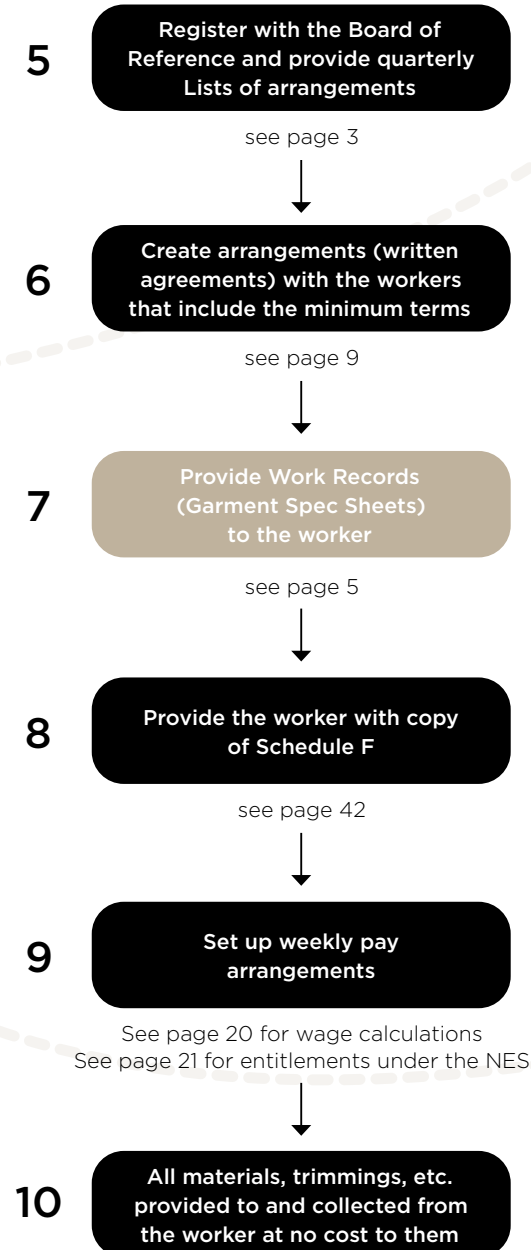 5
Register with the Board of
Reference and provide quarterly
Lists of arrangements
see page 3
6
Create arrangements (written
agreements) with the workers
that include the minimum terms
see page 9
7
Provide Work Records
(Garment Spec Sheets)
to the worker
see page 5
8
Provide the worker with copy
of Schedule F
see page 42
9
Set up weekly pay
arrangements
See page 20 for wage calculations
See page 21 for entitlements under the NES
10
All materials, trimmings, etc.
provided to and collected from
the worker at no cost to them